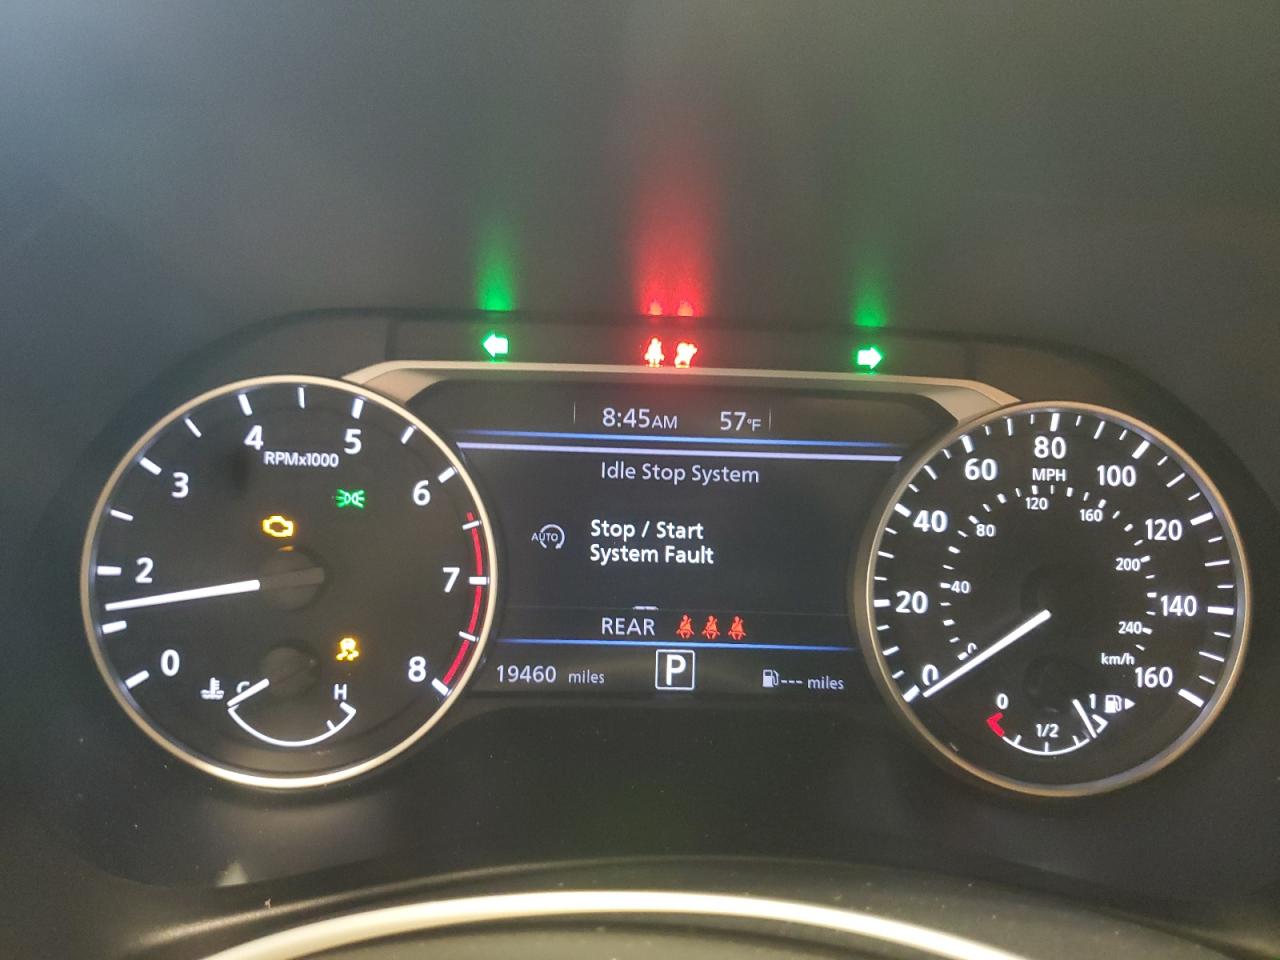 8:45AM 57°F
Idle Stop System
AUTO
Stop / Start
System Fault
REAR
19460 miles
P
--- miles
0 2 3 4 5 6 7 8
RPMx1000
C H
0 20 40 60 80 100 120 140 160
MPH
0 40 80 120 160 200 240
km/h
0 1/2 1